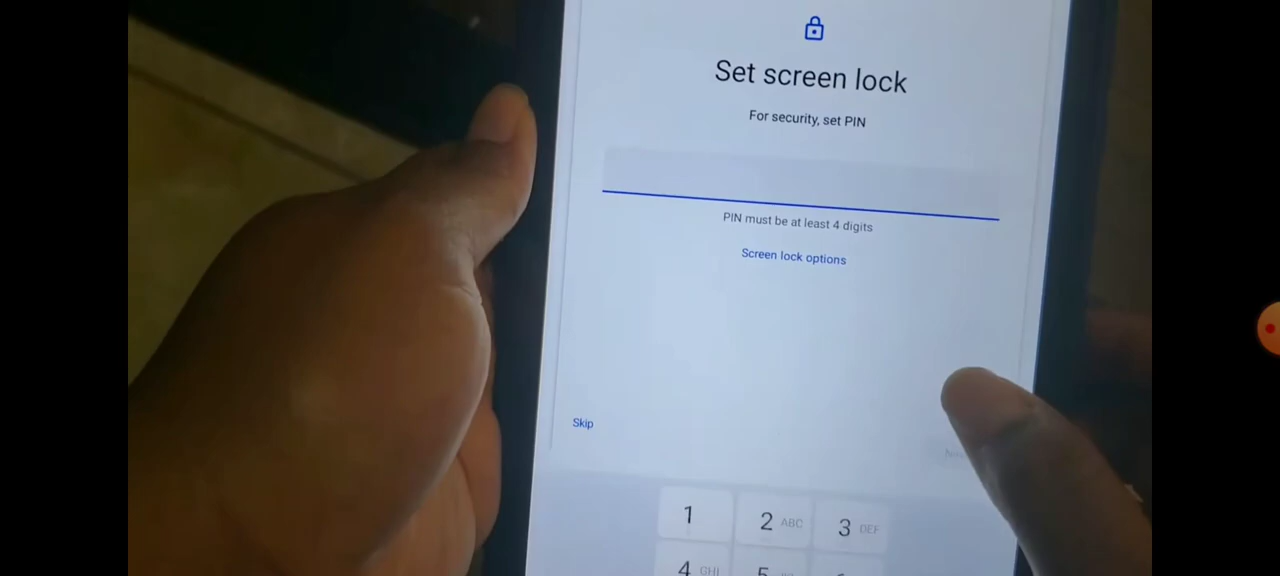 Set screen lock
For security, set PIN
PIN must be at least 4 digits
Screen lock options
Skip
1
2 ABC
3 DEF
4 GHI
5